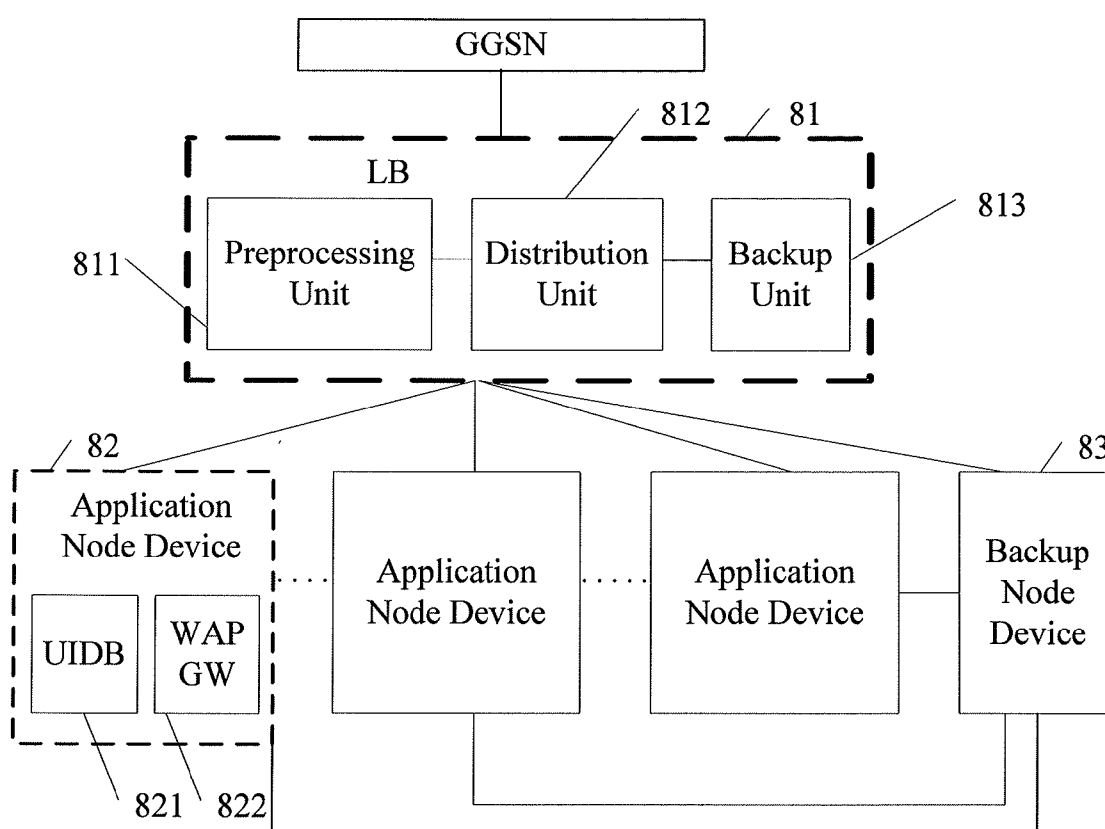 GGSN
812
81
LB
813
Preprocessing
Unit
Distribution
Unit
Backup
Unit
811
82
83
Application
Node Device
Application
Node Device
Application
Node Device
Backup
Node
Device
UIDB
WAP
GW
821
822